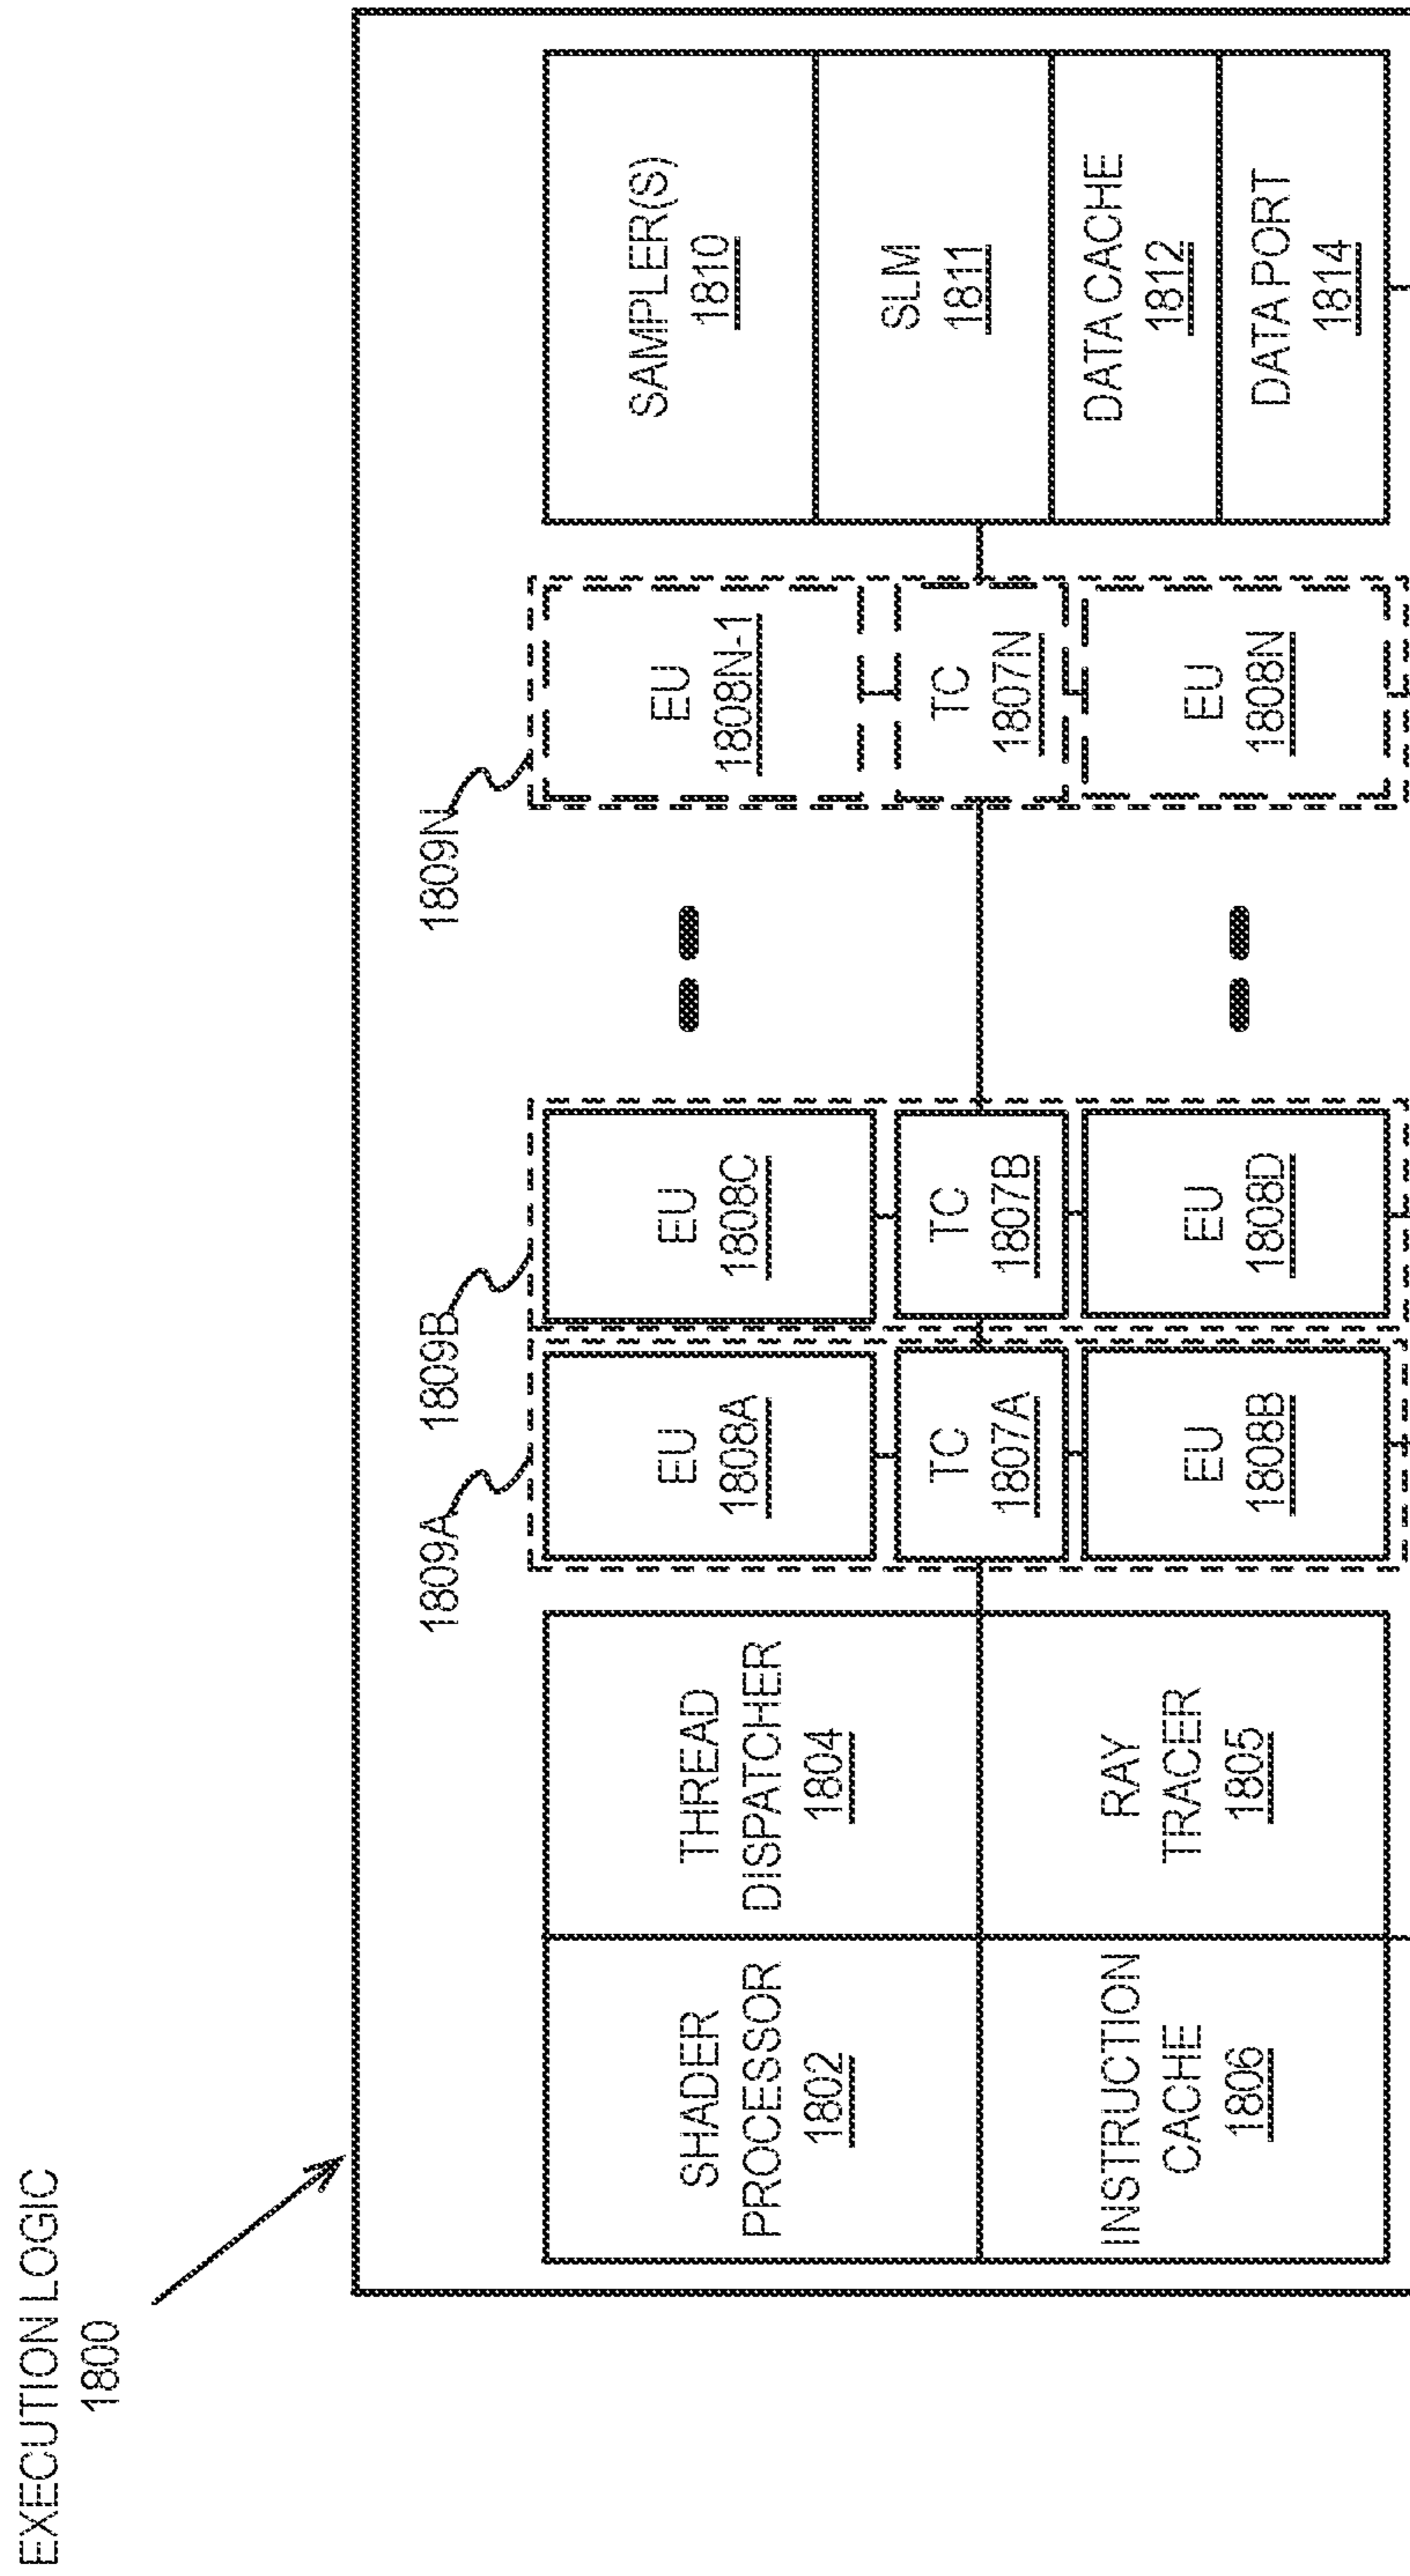 EXECUTION LOGIC
1800
1809A
1809B
1809N
SHADER
PROCESSOR
1802
THREAD
DISPATCHER
1804
INSTRUCTION
CACHE
1806
RAY
TRACER
1805
EU
1808A
TC
1807A
EU
1808B
EU
1808C
TC
1807B
EU
1808D
EU
1808N-1
TC
1807N
EU
1808N
SAMPLER(S)
1810
SLM
1811
DATA CACHE
1812
DATA PORT
1814